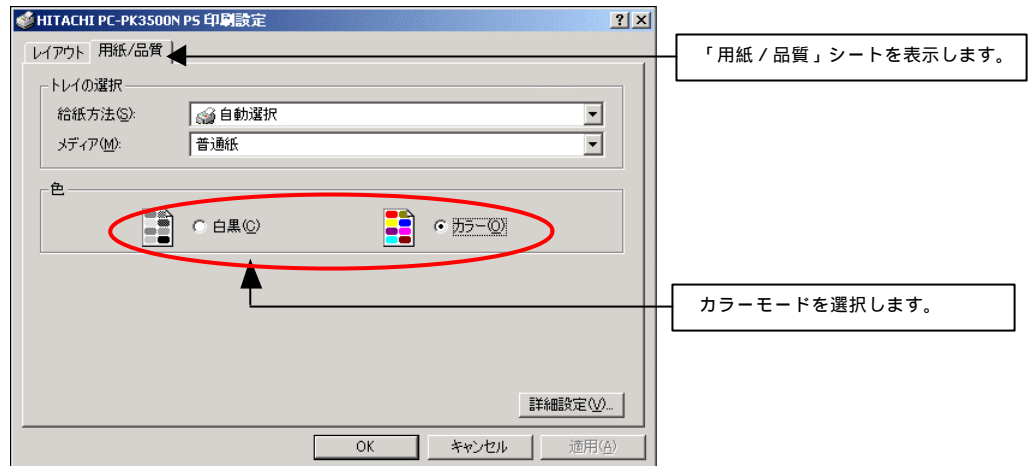 HITACHI PC-PK3500N PS 印刷設定
レイアウト 用紙/品質
「用紙/品質」シートを表示します。
トレイの選択
給紙方法(S): 自動選択
メディア(M): 普通紙
色
白黒(C) カラー(O)
カラーモードを選択します。
詳細設定(V)...
OK キャンセル 適用(A)